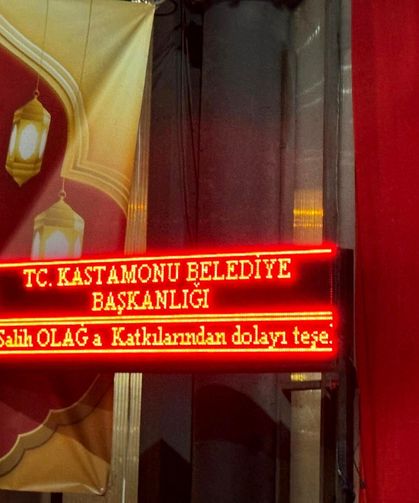 TC. KASTAMONU BELEDİYE
BAŞKANLIĞI
Salih OLAĞ a Katkılarından dolayı teşe